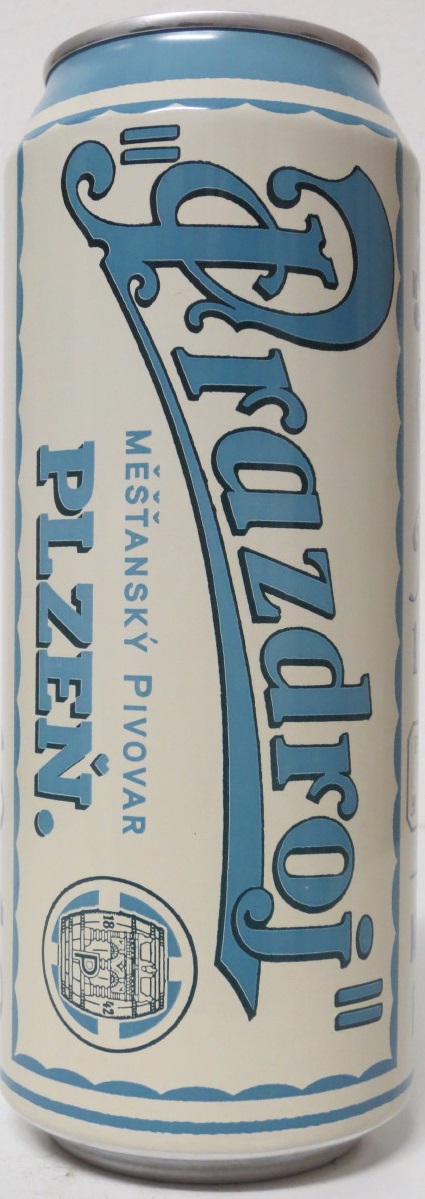 "Prazdroj"
MĚŠŤANSKÝ PIVOVAR
PLZEŇ.
18 42
P